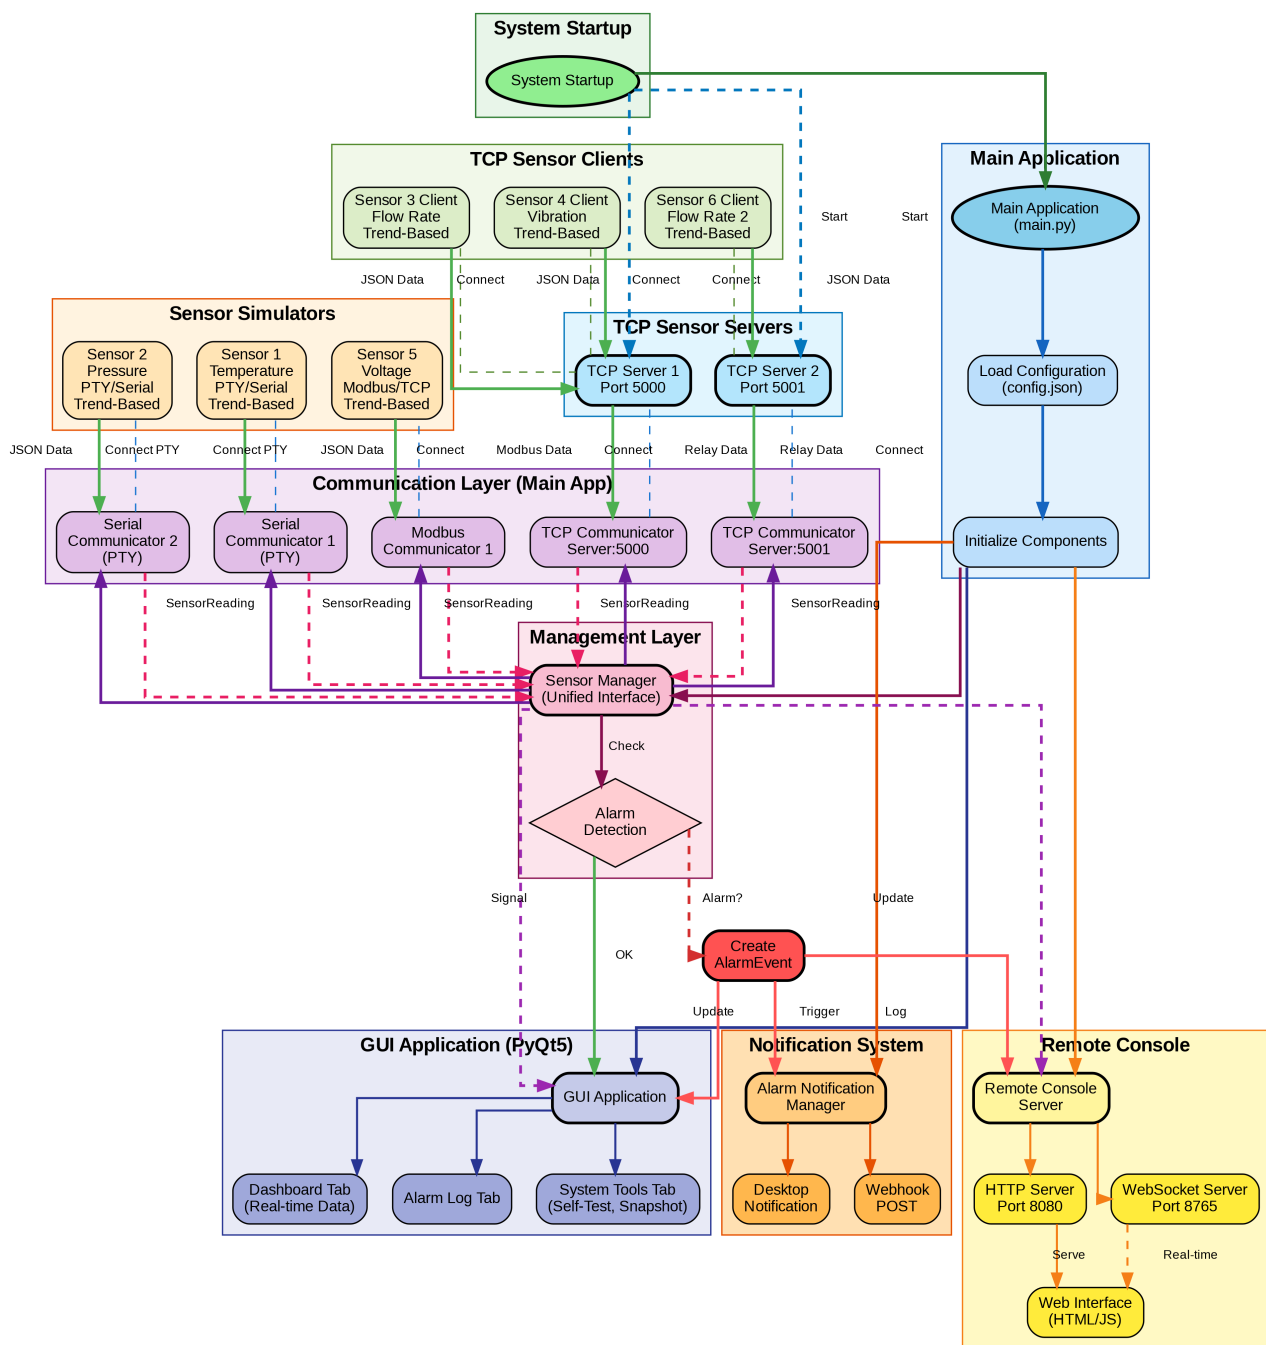 System Startup
System Startup
TCP Sensor Clients
Sensor 3 Client
Flow Rate
Trend-Based
Sensor 4 Client
Vibration
Trend-Based
Sensor 6 Client
Flow Rate 2
Trend-Based
Start
Start
Main Application
Main Application
(main.py)
JSON Data
Connect
JSON Data
Connect
Connect
JSON Data
Sensor Simulators
Sensor 2
Pressure
PTY/Serial
Trend-Based
Sensor 1
Temperature
PTY/Serial
Trend-Based
Sensor 5
Voltage
Modbus/TCP
Trend-Based
TCP Sensor Servers
TCP Server 1
Port 5000
TCP Server 2
Port 5001
Load Configuration
(config.json)
JSON Data
Connect PTY
Connect PTY
JSON Data
Connect
Modbus Data
Connect
Relay Data
Relay Data
Connect
Communication Layer (Main App)
Serial
Communicator 2
(PTY)
Serial
Communicator 1
(PTY)
Modbus
Communicator 1
TCP Communicator
Server:5000
TCP Communicator
Server:5001
Initialize Components
SensorReading
SensorReading
SensorReading
SensorReading
SensorReading
Management Layer
Sensor Manager
(Unified Interface)
Check
Alarm
Detection
Signal
Alarm?
Update
Create
AlarmEvent
OK
Update
Trigger
Log
GUI Application (PyQt5)
GUI Application
Dashboard Tab
(Real-time Data)
Alarm Log Tab
System Tools Tab
(Self-Test, Snapshot)
Notification System
Alarm Notification
Manager
Desktop
Notification
Webhook
POST
Remote Console
Remote Console
Server
HTTP Server
Port 8080
WebSocket Server
Port 8765
Serve
Real-time
Web Interface
(HTML/JS)